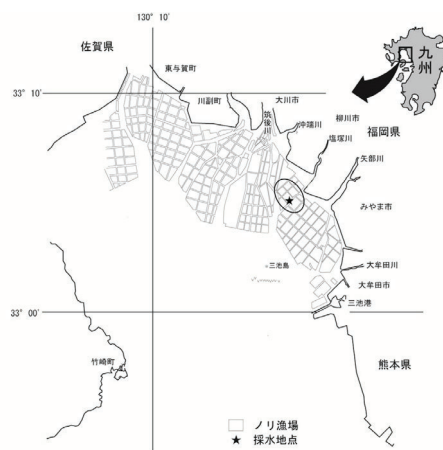 130° 10'
佐賀県
東与賀町
川副町
大川市
筑後川
沖端川
柳川市
塩塚川
福岡県
矢部川
みやま市
九州
33° 10'
三池島
大牟田川
大牟田市
三池港
33° 00'
竹崎町
熊本県
ノリ漁場
★ 採水地点